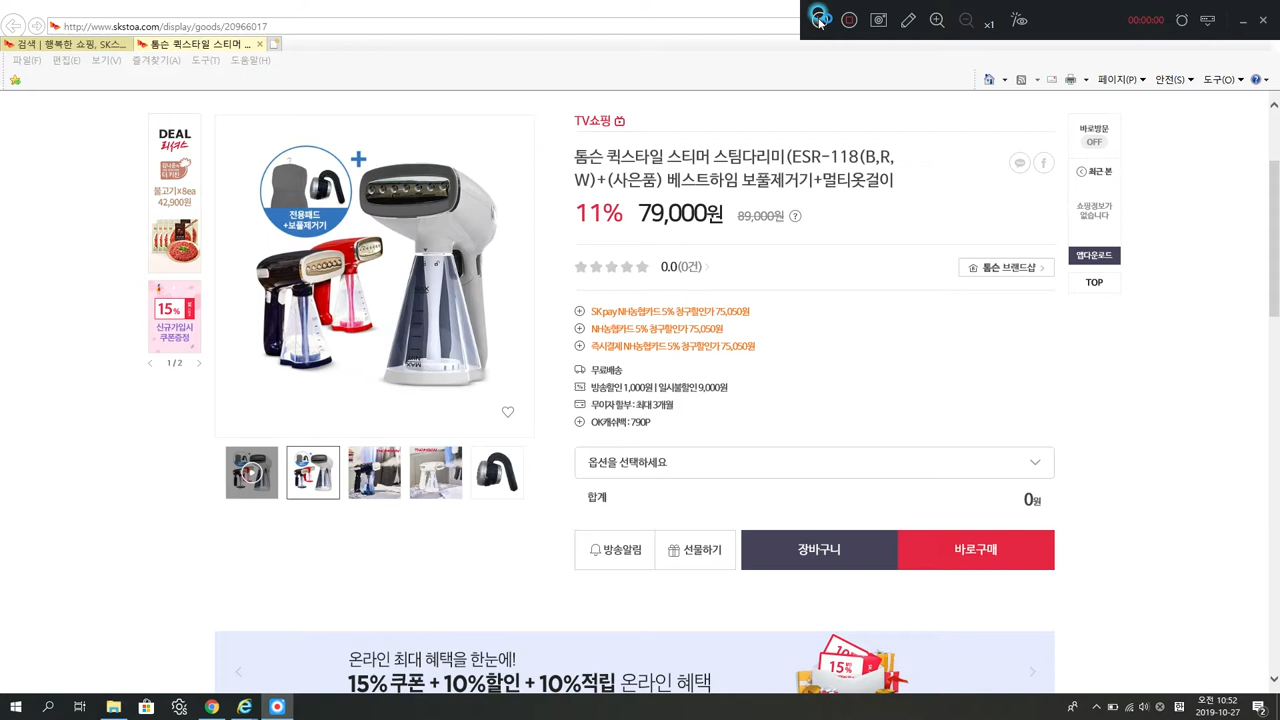 http://www.skstoa.com/display/goods/20966017
x1
00:00:00
검색 | 행복한 쇼핑, SK스...
톰슨 퀵스타일 스티머 ...
파일(F) 편집(E) 보기(V) 즐겨찾기(A) 도구(T) 도움말(H)
페이지(P) 안전(S) 도구(O)
DEAL
불고기x8ea
42,900원
15%
신규가입시
쿠폰증정
1 / 2
전용패드
+보풀제거기
MAX
TV쇼핑
톰슨 퀵스타일 스티머 스팀다리미(ESR-118(B,R,
W)+(사은품) 베스트하임 보풀제거기+멀티옷걸이
11% 79,000원 89,000원 ?
0.0(0건)
톰슨 브랜드샵
SK pay NH농협카드 5% 청구할인가 75,050원
NH농협카드 5% 청구할인가 75,050원
즉시결제 NH농협카드 5% 청구할인가 75,050원
무료배송
방송할인 1,000원 | 일시불할인 9,000원
무이자 할부 : 최대 3개월
OK캐쉬백 : 790P
옵션을 선택하세요
합계 0원
방송알림 선물하기 장바구니 바로구매
바로방문
OFF
최근 본
쇼핑정보가
없습니다
앱다운로드
TOP
온라인 최대 혜택을 한눈에!
15% 쿠폰 + 10%할인 + 10%적립 온라인 혜택
15%
오전 10:52
2019-10-27